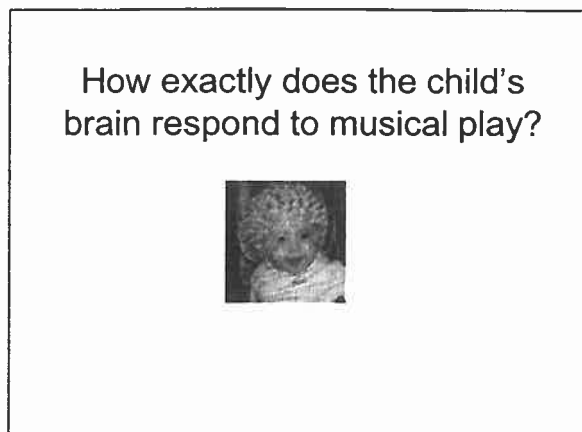 How exactly does the child's
brain respond to musical play?